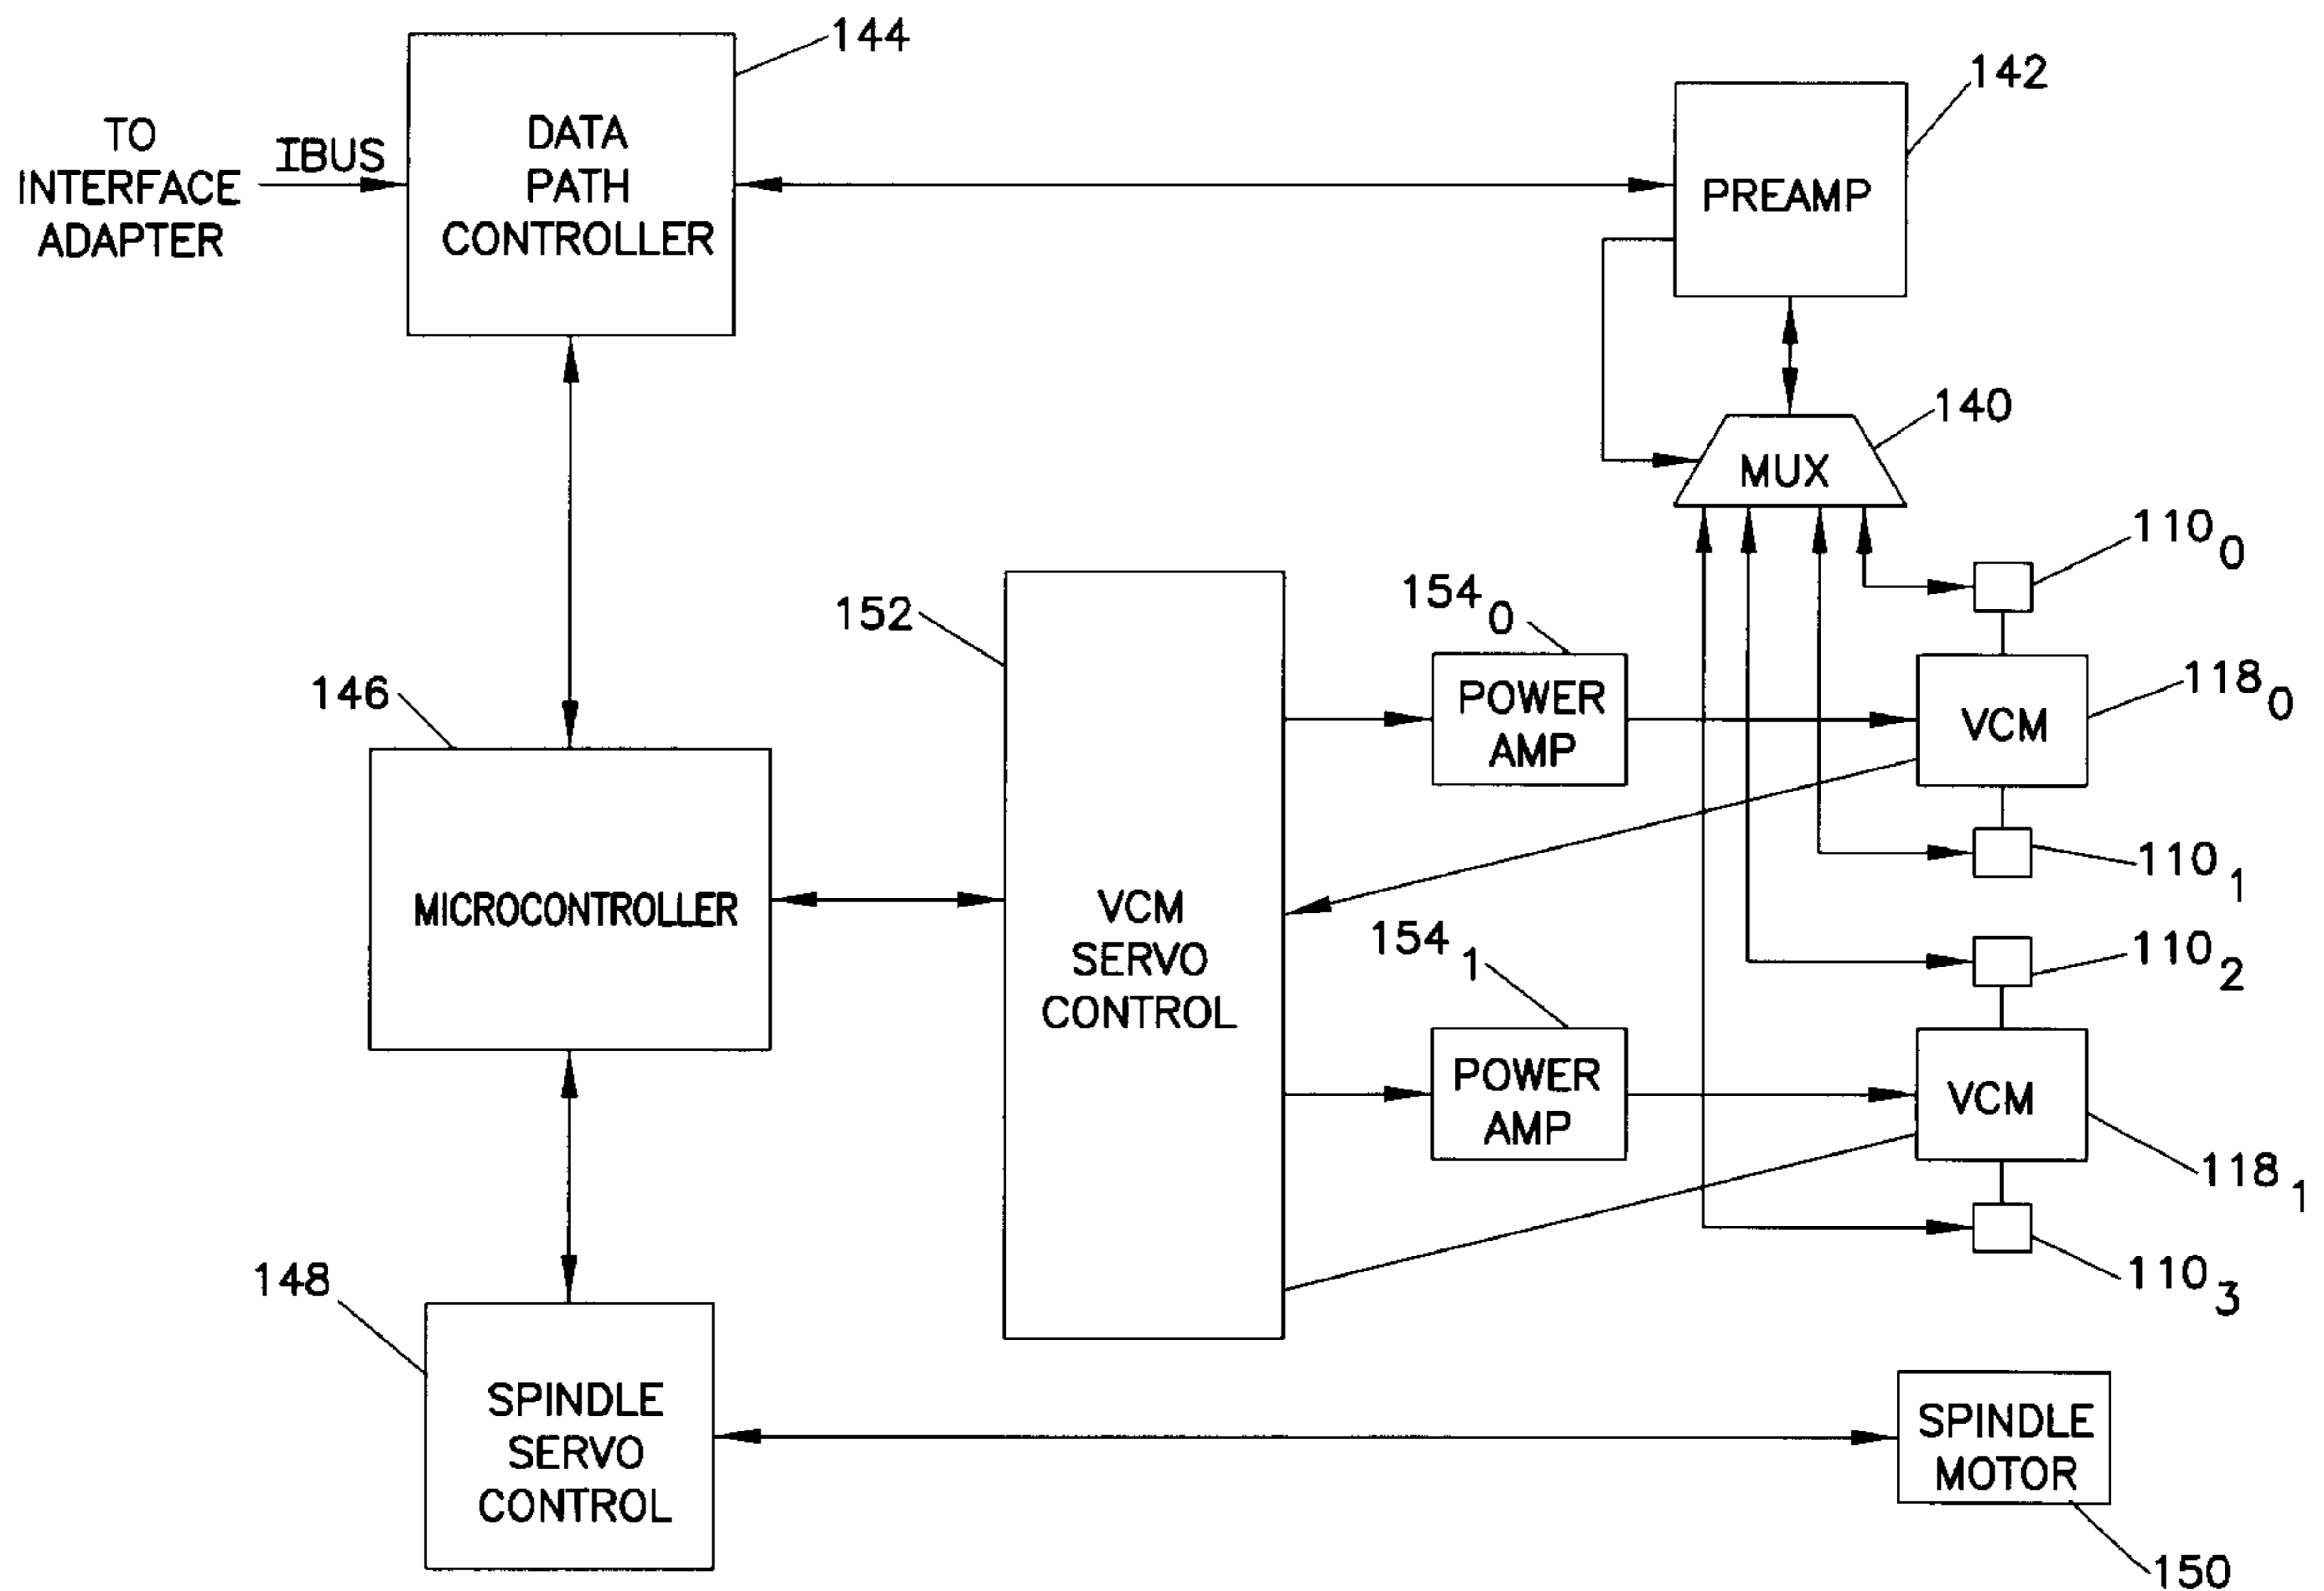 144
142
TO
INTERFACE
ADAPTER
IBUS
DATA
PATH
CONTROLLER
PREAMP
140
MUX
110 0
154 0
152
146
POWER
AMP
VCM
118 0
110 1
MICROCONTROLLER
VCM
SERVO
CONTROL
154 1
110 2
POWER
AMP
VCM
118 1
110 3
148
SPINDLE
SERVO
CONTROL
SPINDLE
MOTOR
150